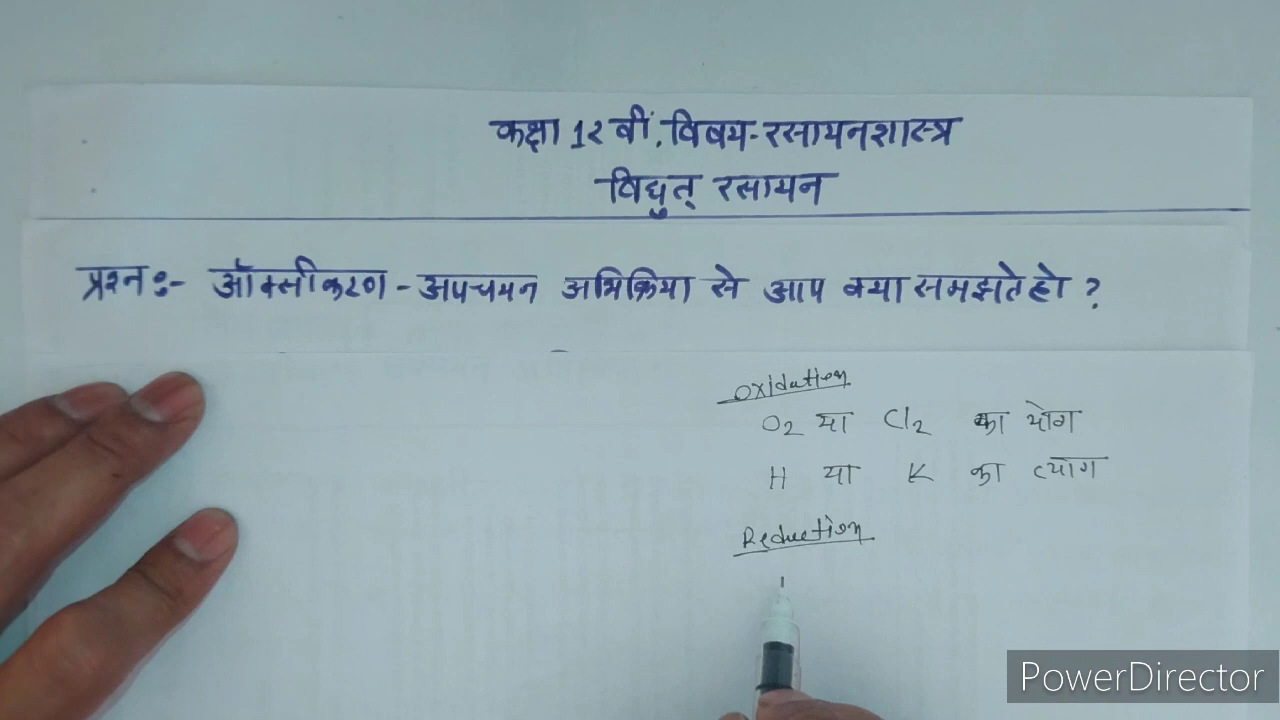 कक्षा 12 वीं. विषय-रसायनशास्त्र
विद्युत् रसायन
प्रश्न:- ऑक्सीकरण - अपचयन अभिक्रिया से आप क्या समझते हो ?
Oxidation
O2 या Cl2 का योग
H या K का त्याग
Reduction
PowerDirector